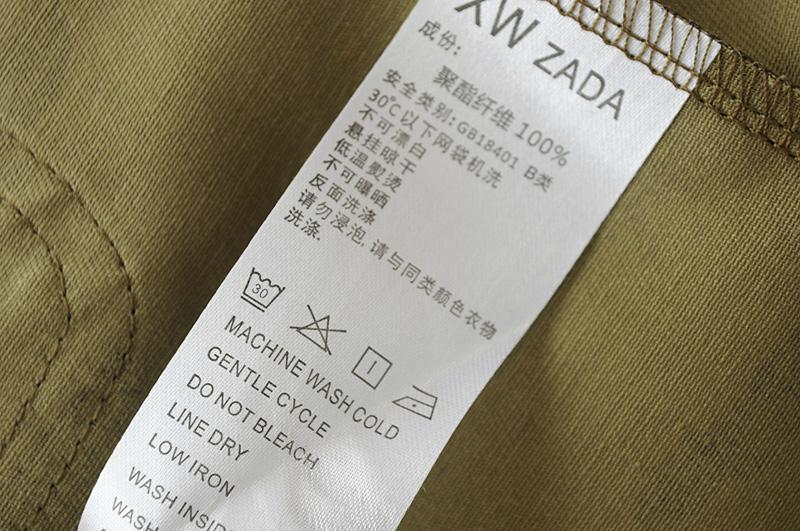 XW ZADA
成份:
聚酯纤维 100%
安全类别:GB18401 B类
30℃以下网袋机洗
不可漂白
悬挂晾干
低温熨烫
不可曝晒
反面洗涤
请勿浸泡,请与同类颜色衣物
洗涤.
30
MACHINE WASH COLD
GENTLE CYCLE
DO NOT BLEACH
LINE DRY
LOW IRON
WASH INSID
WASH